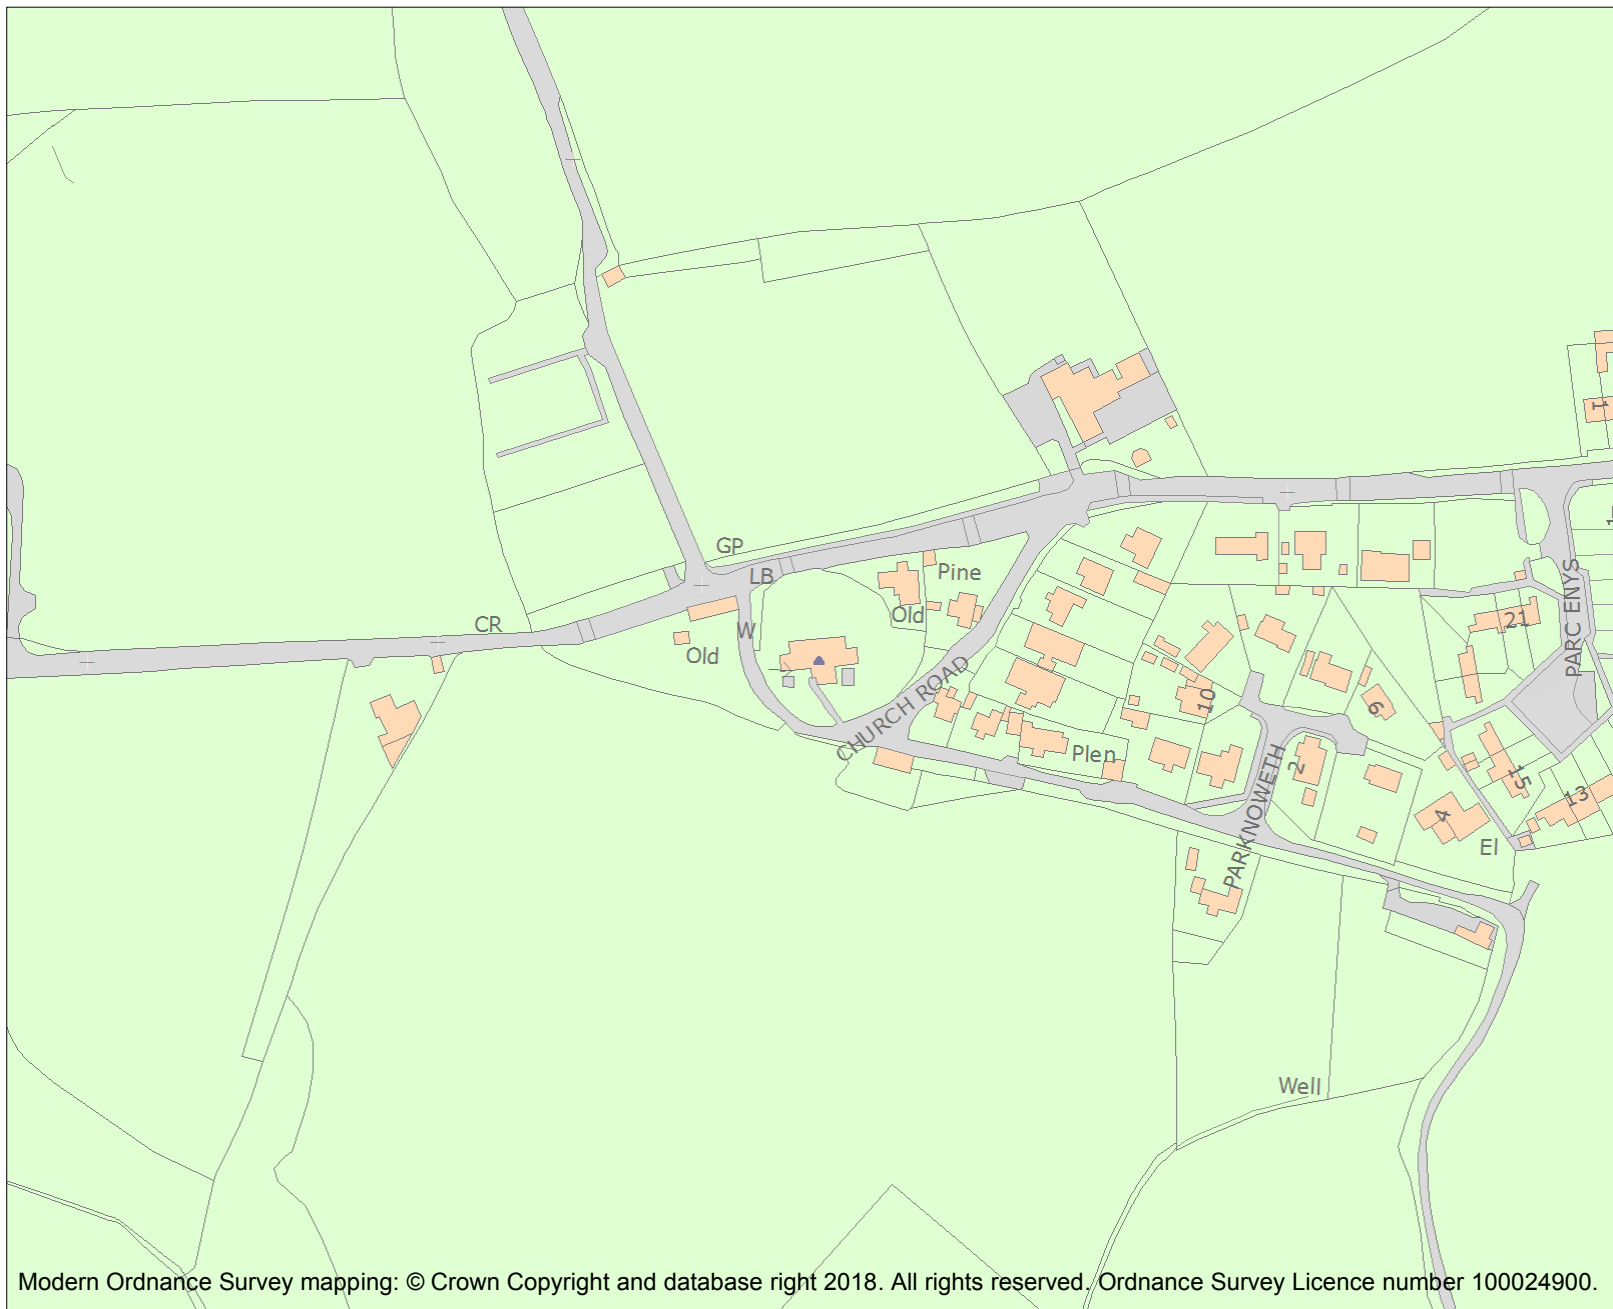 1
GP
LB
Pine
Old
CR
W
Old
21
PARC ENYS
CHURCH ROAD
10
6
Plen
2
15
13
4
PARKNOWETH
El
Well
Modern Ordnance Survey mapping: © Crown Copyright and database right 2018. All rights reserved. Ordnance Survey Licence number 100024900.